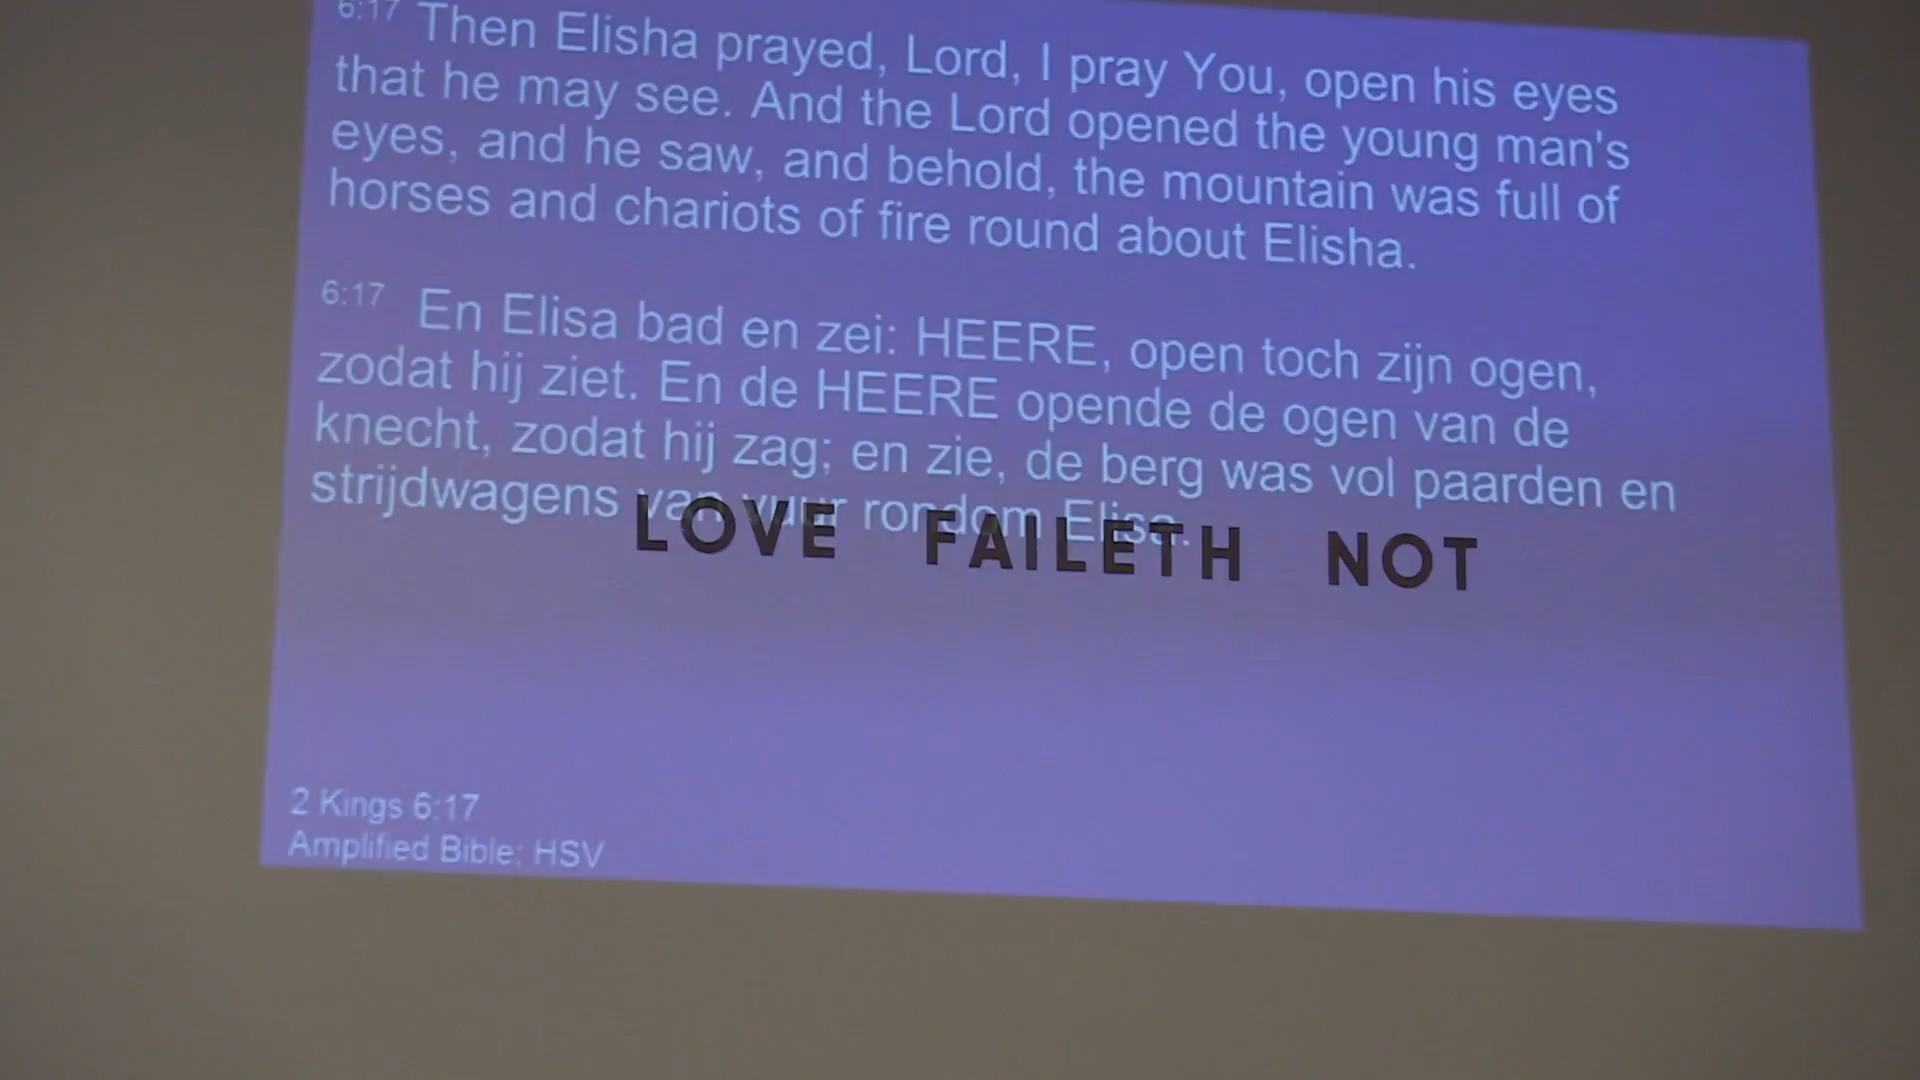 6:17 Then Elisha prayed, Lord, I pray You, open his eyes
that he may see. And the Lord opened the young man's
eyes, and he saw, and behold, the mountain was full of
horses and chariots of fire round about Elisha.
6:17 En Elisa bad en zei: HEERE, open toch zijn ogen,
zodat hij ziet. En de HEERE opende de ogen van de
knecht, zodat hij zag; en zie, de berg was vol paarden en
strijdwagens van vuur rondom Elisa.
LOVE FAILETH NOT
2 Kings 6:17
Amplified Bible; HSV